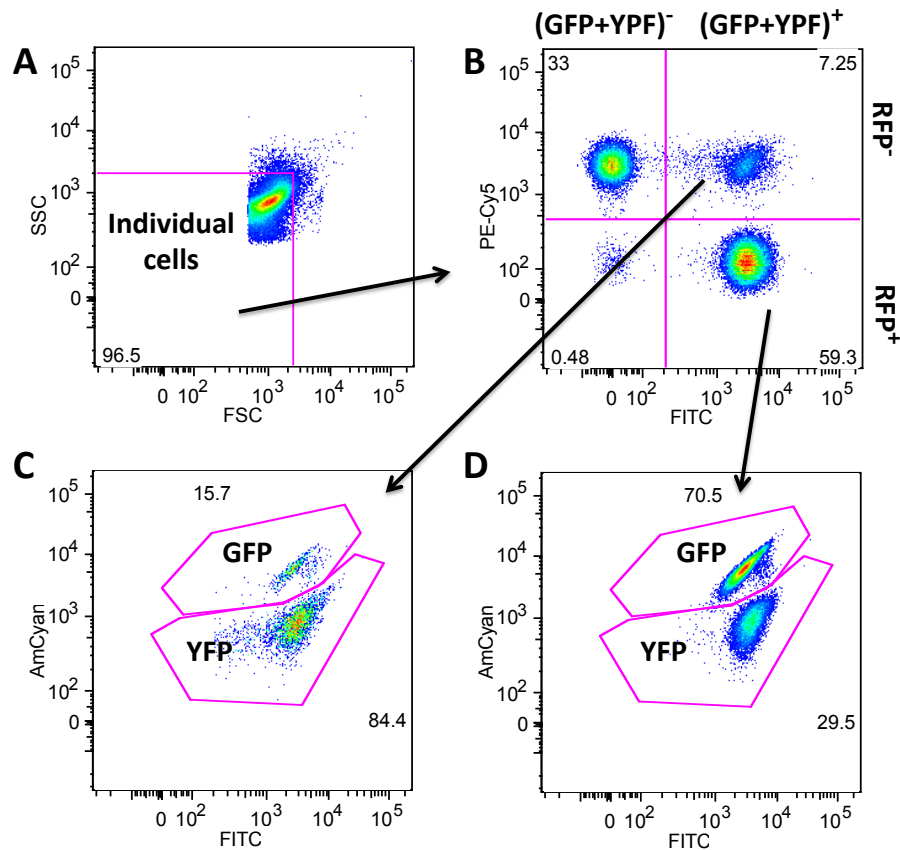 (GFP+YPF)- (GFP+YPF)+
A
10⁵
10⁴
10³
10²
0
SSC
Individual
cells
96.5
0 10² 10³ 10⁴ 10⁵
FSC
B
33
7.25
10⁵
10⁴
10³
10²
0
PE-Cy5
RFP-
RFP+
0.48
59.3
0 10² 10³ 10⁴ 10⁵
FITC
C
15.7
10⁵
10⁴
10³
10²
0
AmCyan
GFP
YFP
84.4
0 10² 10³ 10⁴ 10⁵
FITC
D
70.5
10⁵
10⁴
10³
10²
0
AmCyan
GFP
YFP
29.5
0 10² 10³ 10⁴ 10⁵
FITC